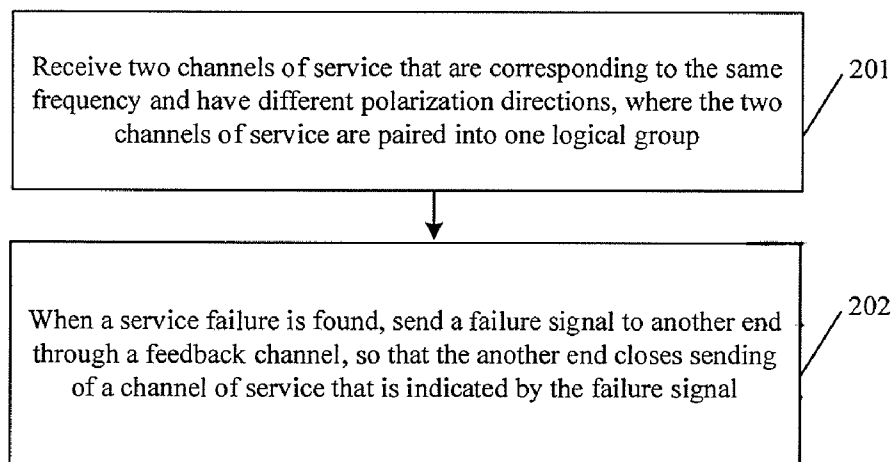 Receive two channels of service that are corresponding to the same
frequency and have different polarization directions, where the two
channels of service are paired into one logical group
201
When a service failure is found, send a failure signal to another end
through a feedback channel, so that the another end closes sending
of a channel of service that is indicated by the failure signal
202